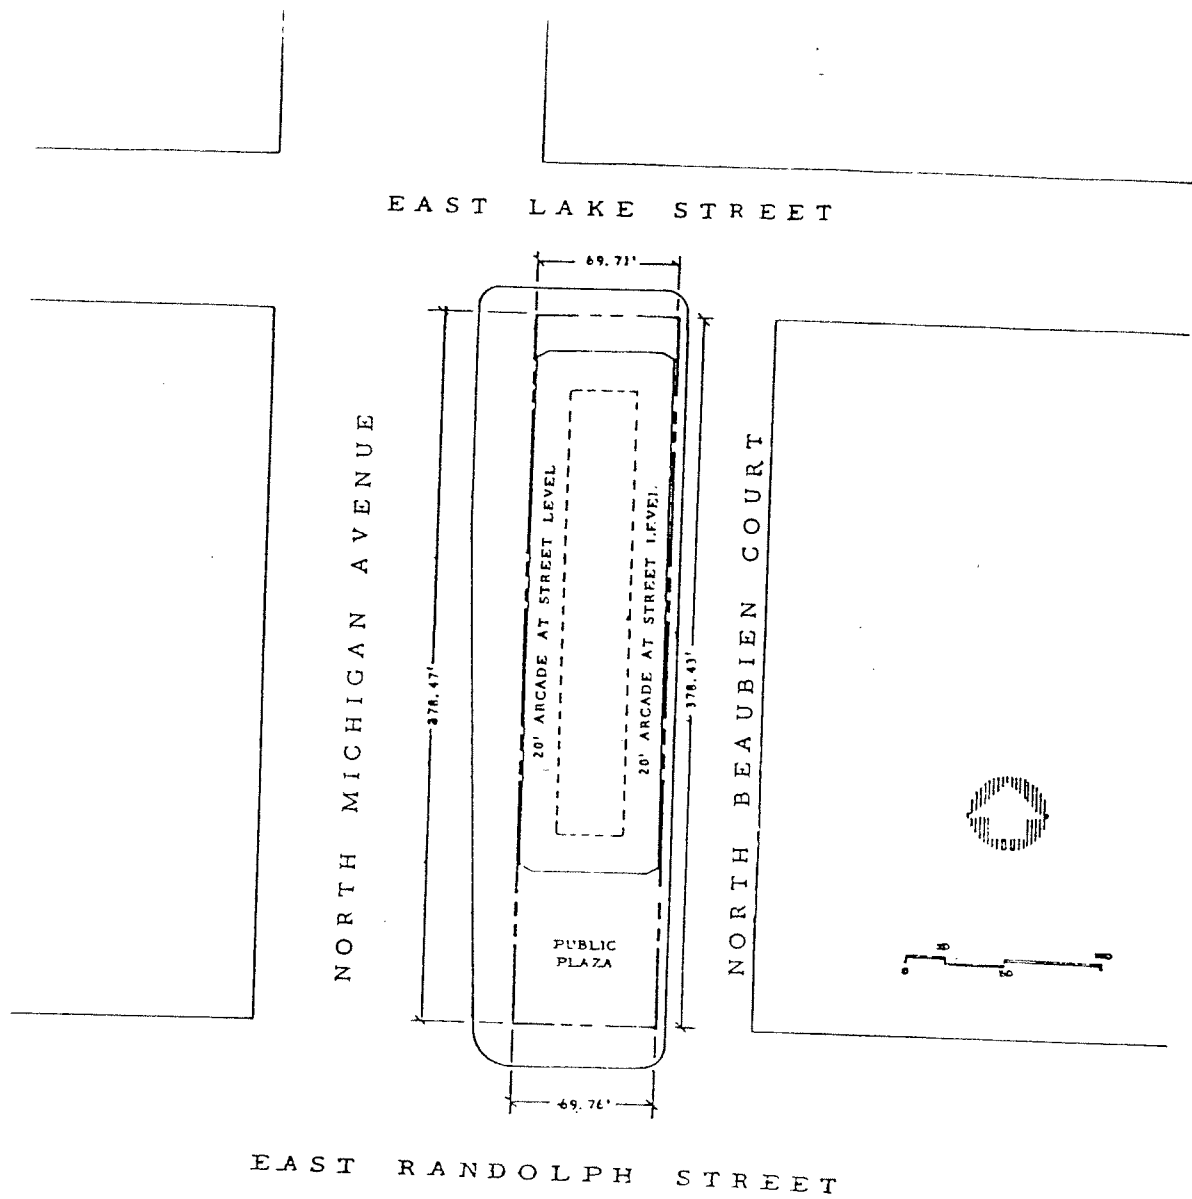 EAST LAKE STREET
69.71'
NORTH MICHIGAN AVENUE
378.47'
20' ARCADE AT STREET LEVEL
20' ARCADE AT STREET LEVEL
378.43'
NORTH BEAUBIEN COURT
PUBLIC
PLAZA
0
69.76'
EAST RANDOLPH STREET